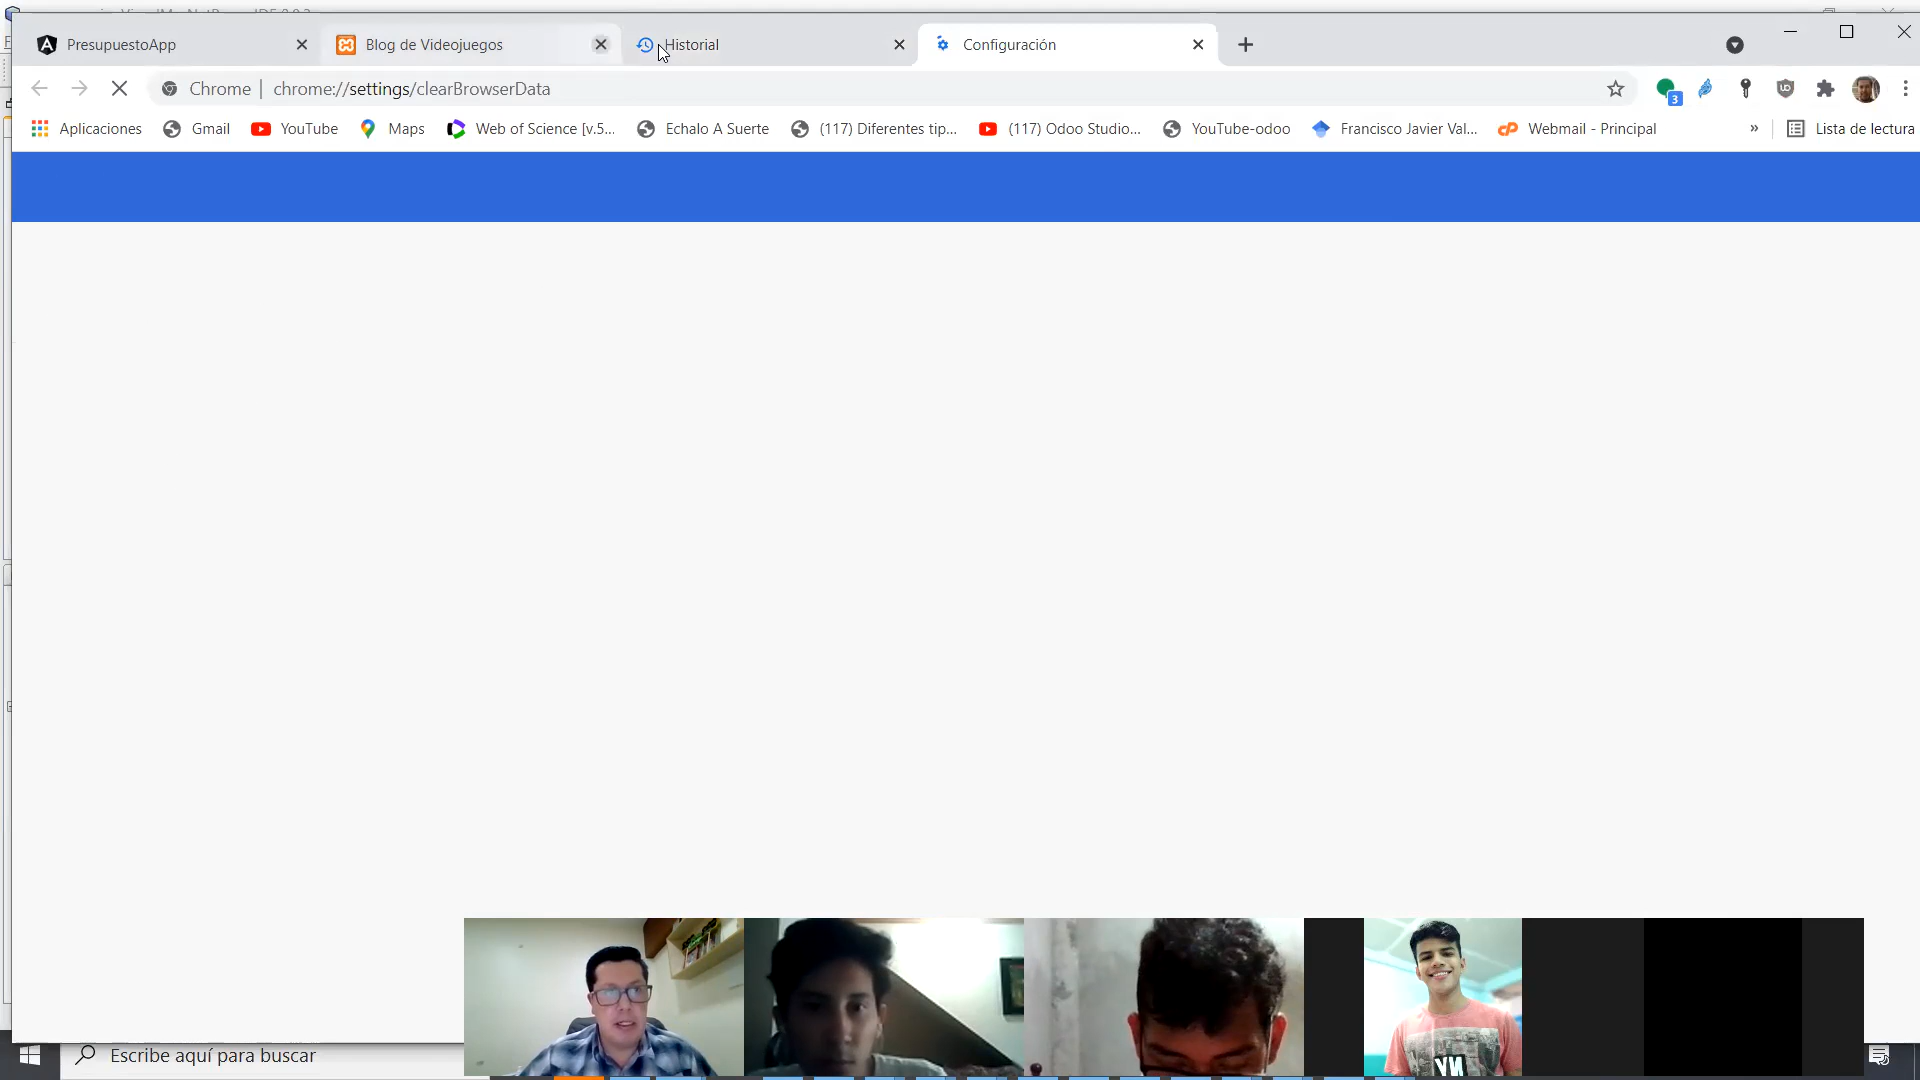 PresupuestoApp
Blog de Videojuegos
Historial
Configuración
Chrome | chrome://settings/clearBrowserData
3
Aplicaciones
Gmail
YouTube
Maps
Web of Science [v.5...
Echalo A Suerte
(117) Diferentes tip...
(117) Odoo Studio...
YouTube-odoo
Francisco Javier Val...
Webmail - Principal
»
Lista de lectura
Escribe aquí para buscar